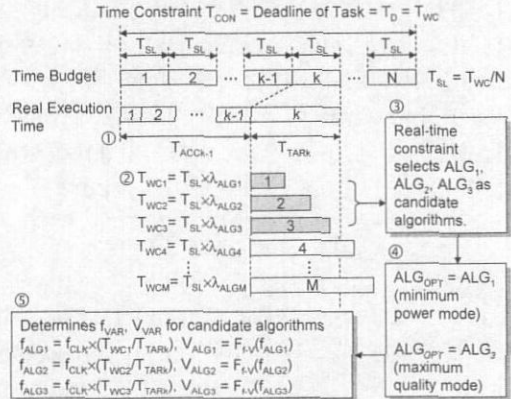 Time Constraint T_CON = Deadline of Task = T_D = T_WC
T_SL T_SL T_SL T_SL
Time Budget 1 2 ... k-1 k ... N T_SL = T_WC/N
Real Execution Time 1 2 ... k-1 k
① T_ACCk-1 T_TARk
② T_WC1 = T_SL×λ_ALG1 1
T_WC2 = T_SL×λ_ALG2 2
T_WC3 = T_SL×λ_ALG3 3
T_WC4 = T_SL×λ_ALG4 4
⋮ ⋮
T_WCM = T_SL×λ_ALGM M
③
Real-time
constraint
selects ALG₁,
ALG₂, ALG₃ as
candidate
algorithms.
④
ALG_OPT = ALG₁
(minimum
power mode)
ALG_OPT = ALG₃
(maximum
quality mode)
⑤
Determines f_VAR, V_VAR for candidate algorithms
f_ALG1 = f_CLK×(T_WC1/T_TARk), V_ALG1 = F_f-V(f_ALG1)
f_ALG2 = f_CLK×(T_WC2/T_TARk), V_ALG2 = F_f-V(f_ALG2)
f_ALG3 = f_CLK×(T_WC3/T_TARk), V_ALG3 = F_f-V(f_ALG3)